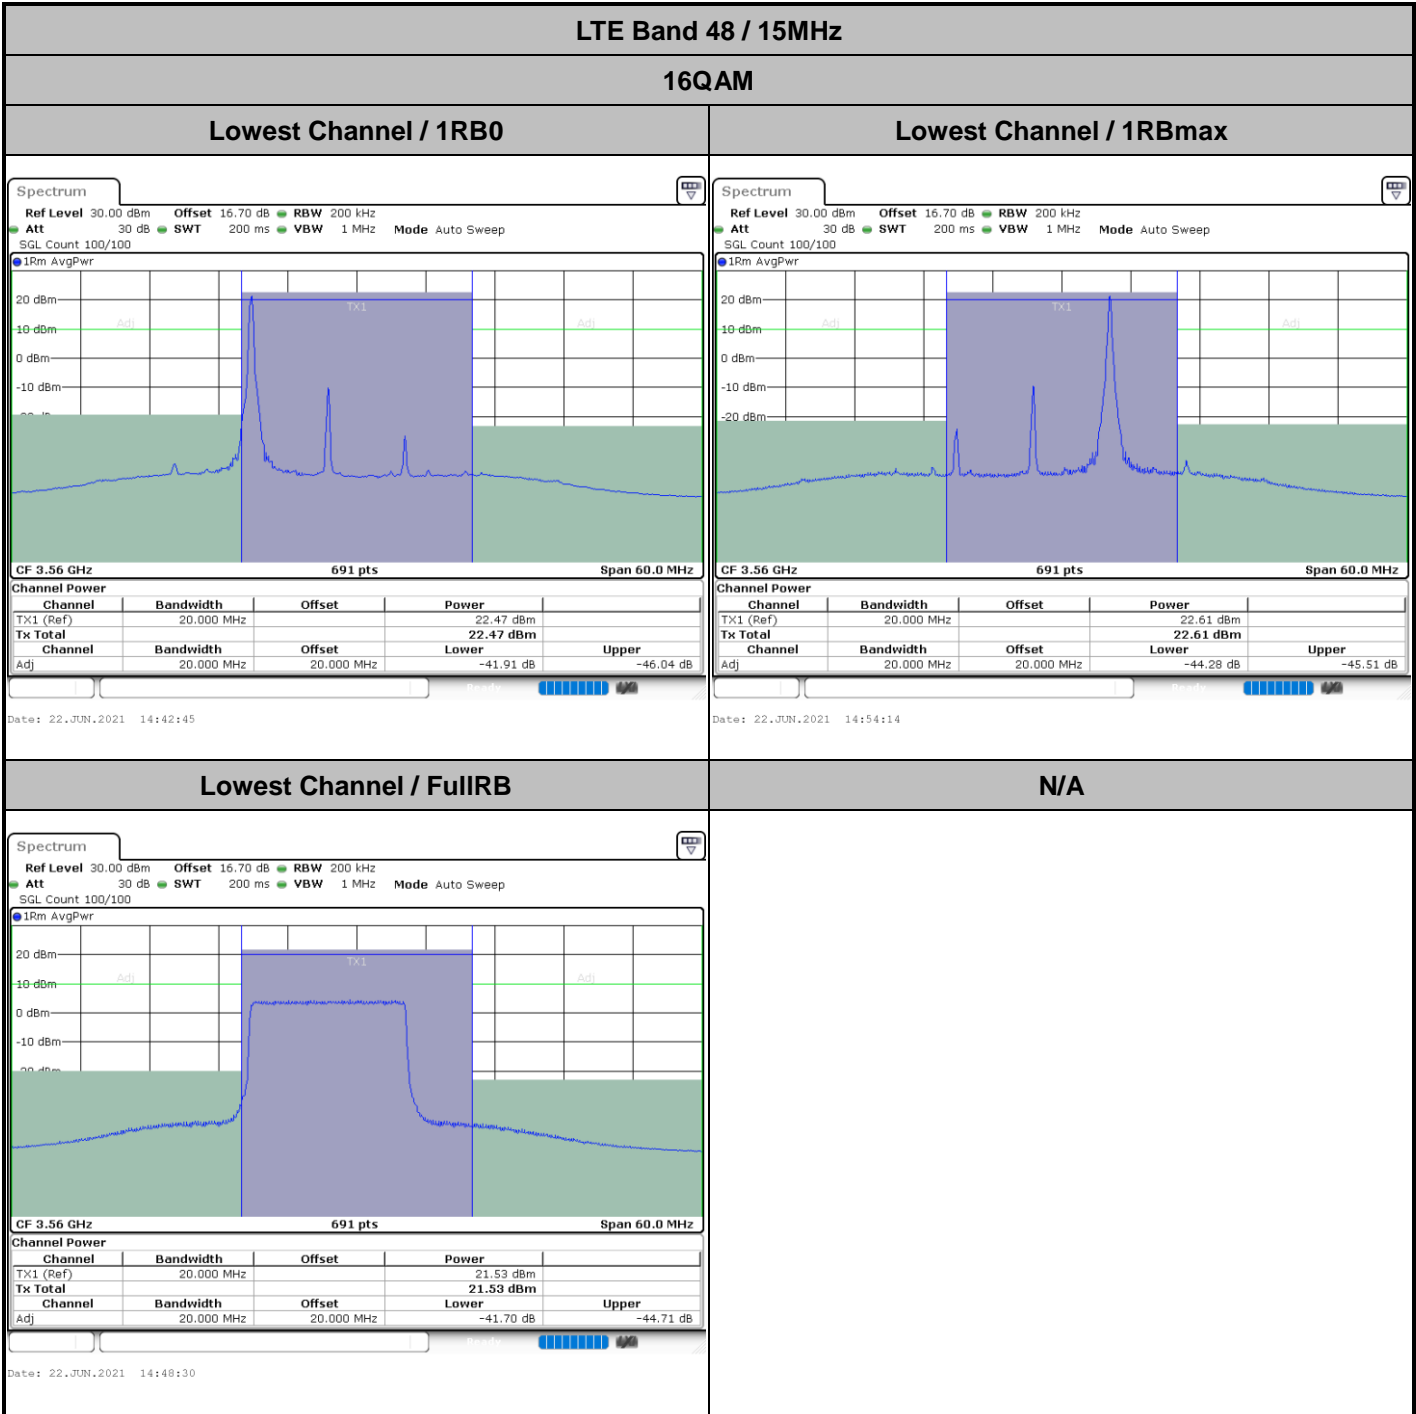 LTE Band 48 / 15MHz
16QAM
Lowest Channel / 1RB0
Lowest Channel / 1RBmax
Spectrum
Ref Level 30.00 dBm Offset 16.70 dB RBW 200 kHz
Att 30 dB SWT 200 ms VBW 1 MHz Mode Auto Sweep
SGL Count 100/100
1Rm AvgPwr
TX1
20 dBm
Adj
Adj
10 dBm
0 dBm
-10 dBm
CF 3.56 GHz 691 pts Span 60.0 MHz
Channel Power
Channel Bandwidth Offset Power
TX1 (Ref) 20.000 MHz 22.47 dBm
Tx Total 22.47 dBm
Channel Bandwidth Offset Lower Upper
Adj 20.000 MHz 20.000 MHz -41.91 dB -46.04 dB
Ready
Date: 22.JUN.2021 14:42:45
Spectrum
Ref Level 30.00 dBm Offset 16.70 dB RBW 200 kHz
Att 30 dB SWT 200 ms VBW 1 MHz Mode Auto Sweep
SGL Count 100/100
1Rm AvgPwr
TX1
20 dBm
Adj
Adj
10 dBm
0 dBm
-10 dBm
-20 dBm
CF 3.56 GHz 691 pts Span 60.0 MHz
Channel Power
Channel Bandwidth Offset Power
TX1 (Ref) 20.000 MHz 22.61 dBm
Tx Total 22.61 dBm
Channel Bandwidth Offset Lower Upper
Adj 20.000 MHz 20.000 MHz -44.28 dB -45.51 dB
Ready
Date: 22.JUN.2021 14:54:14
Lowest Channel / FullRB
N/A
Spectrum
Ref Level 30.00 dBm Offset 16.70 dB RBW 200 kHz
Att 30 dB SWT 200 ms VBW 1 MHz Mode Auto Sweep
SGL Count 100/100
1Rm AvgPwr
20 dBm
TX1
Adj
Adj
10 dBm
0 dBm
-10 dBm
-20 dBm
CF 3.56 GHz 691 pts Span 60.0 MHz
Channel Power
Channel Bandwidth Offset Power
TX1 (Ref) 20.000 MHz 21.53 dBm
Tx Total 21.53 dBm
Channel Bandwidth Offset Lower Upper
Adj 20.000 MHz 20.000 MHz -41.70 dB -44.71 dB
Ready
Date: 22.JUN.2021 14:48:30